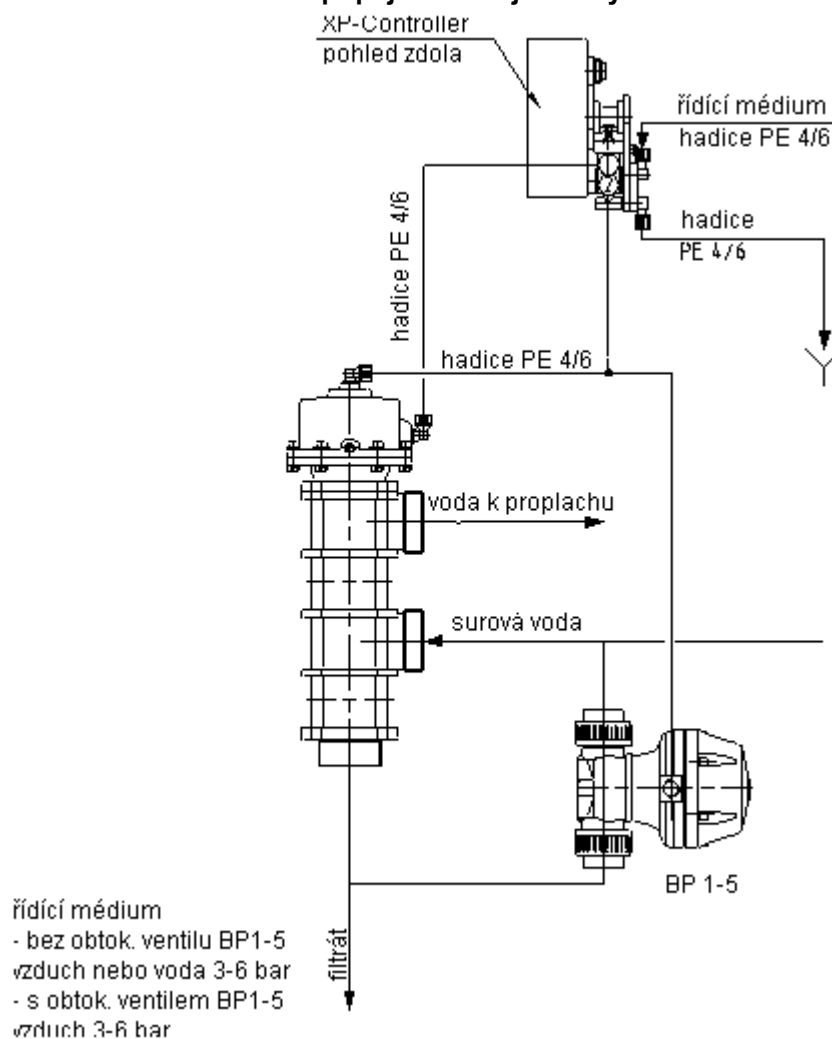 XP-Controller
pohled zdola
řídící médium
hadice PE 4/6
hadice
PE 4/6
hadice PE 4/6
hadice PE 4/6
voda k proplachu
surová voda
BP 1-5
řídící médium
- bez obtok. ventilu BP1-5
vzduch nebo voda 3-6 bar
- s obtok. ventilem BP1-5
vzduch 3-6 bar
filtrát